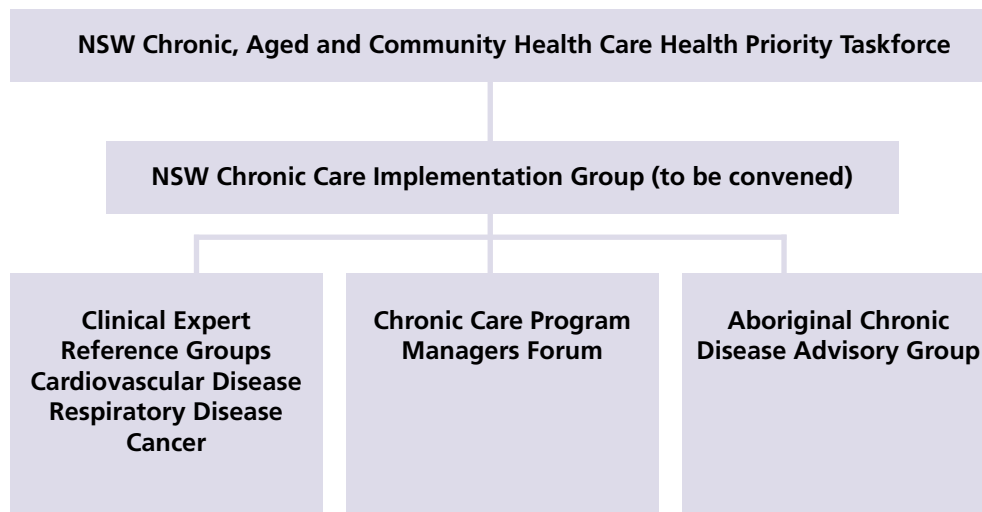 NSW Chronic, Aged and Community Health Care Health Priority Taskforce
NSW Chronic Care Implementation Group (to be convened)
Clinical Expert
Reference Groups
Cardiovascular Disease
Respiratory Disease
Cancer
Chronic Care Program
Managers Forum
Aboriginal Chronic
Disease Advisory Group